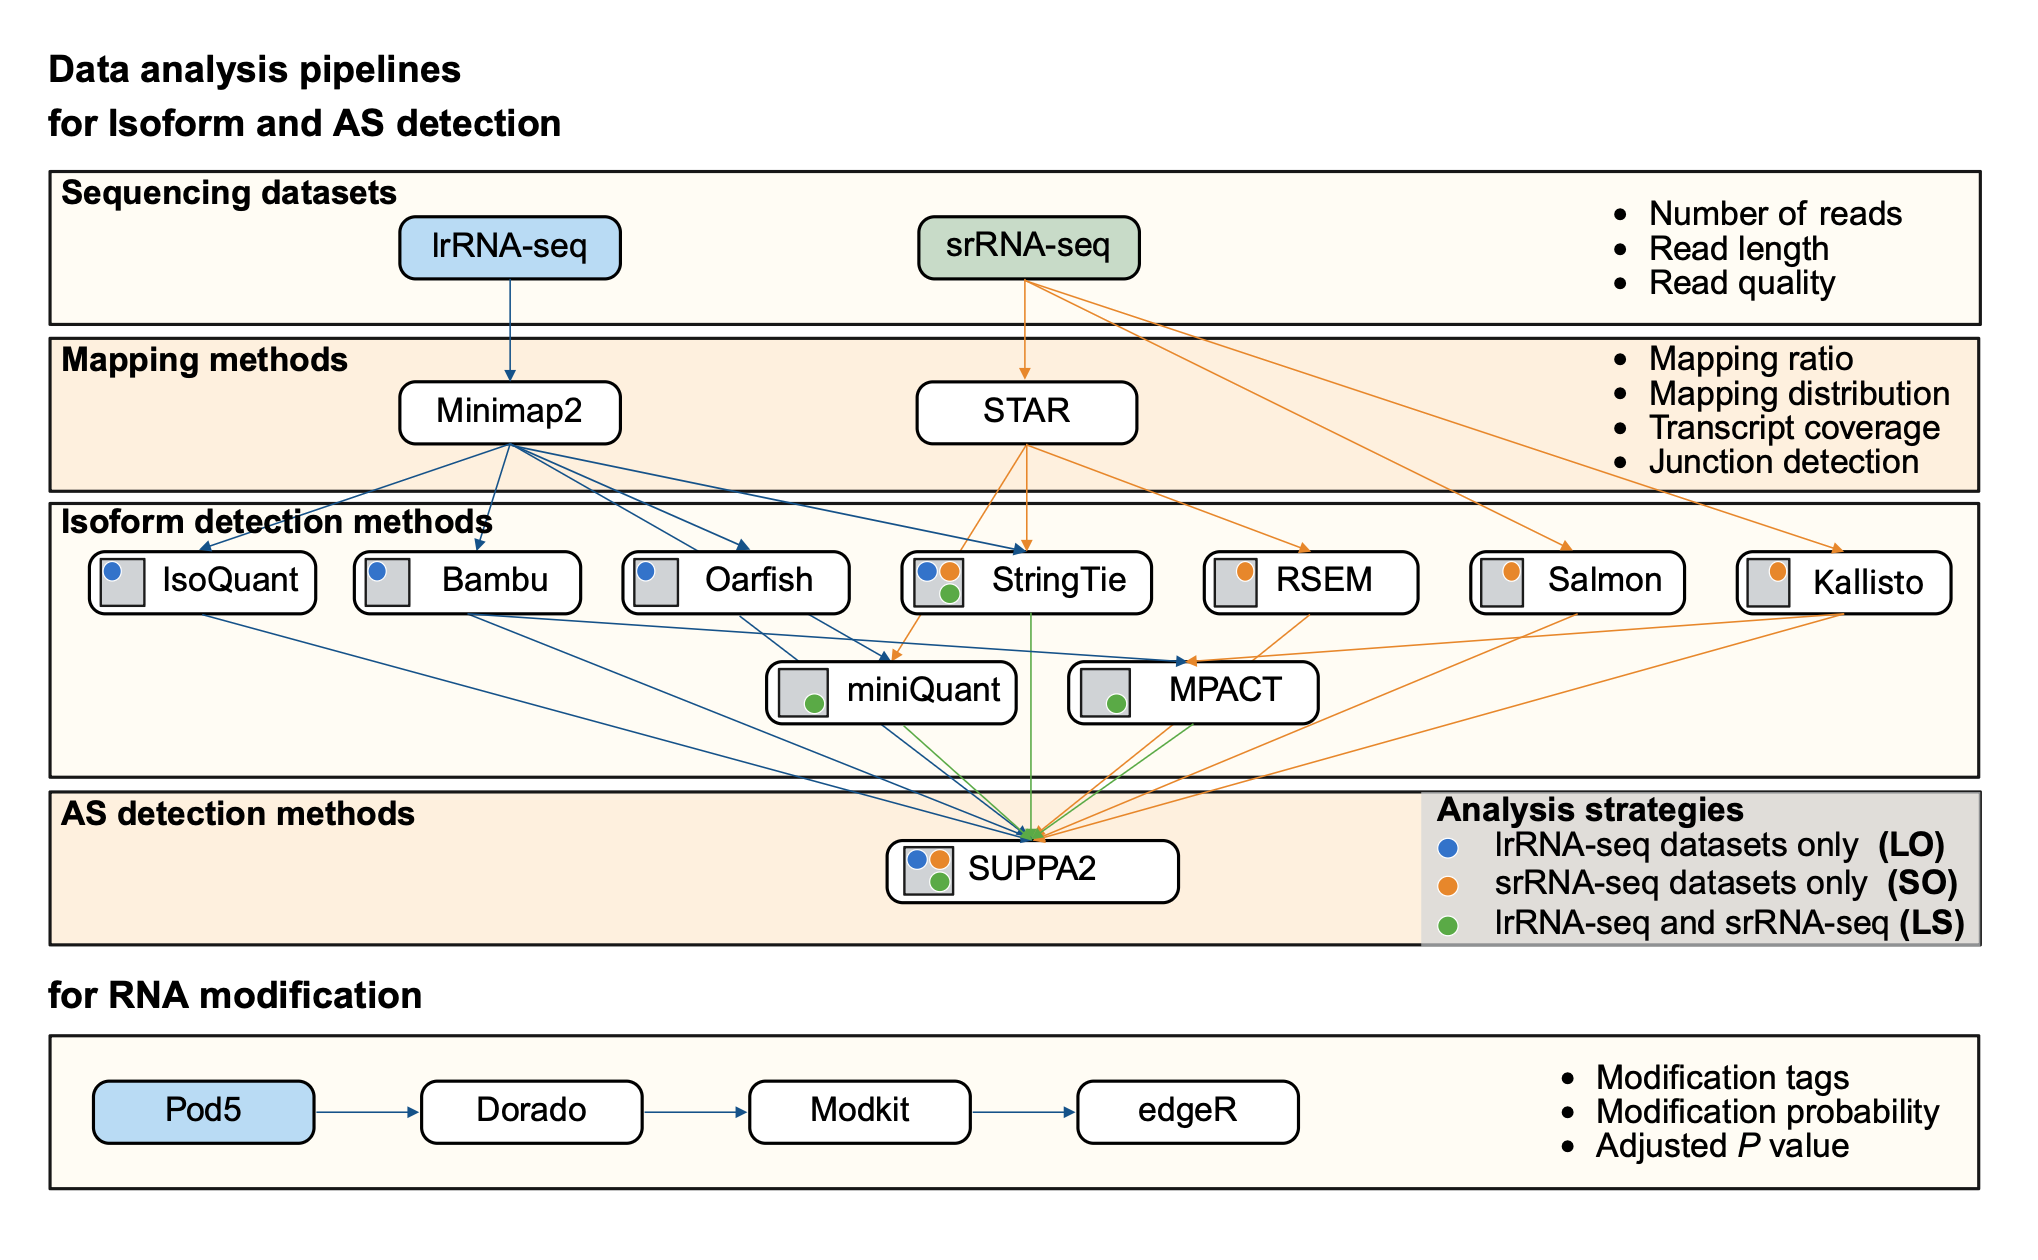 Data analysis pipelines
for Isoform and AS detection
Sequencing datasets
lrRNA-seq
srRNA-seq
• Number of reads
• Read length
• Read quality
Mapping methods
Minimap2
STAR
• Mapping ratio
• Mapping distribution
• Transcript coverage
• Junction detection
Isoform detection methods
IsoQuant
Bambu
Oarfish
StringTie
RSEM
Salmon
Kallisto
miniQuant
MPACT
AS detection methods
SUPPA2
Analysis strategies
lrRNA-seq datasets only (LO)
srRNA-seq datasets only (SO)
lrRNA-seq and srRNA-seq (LS)
for RNA modification
Pod5
Dorado
Modkit
edgeR
• Modification tags
• Modification probability
• Adjusted P value